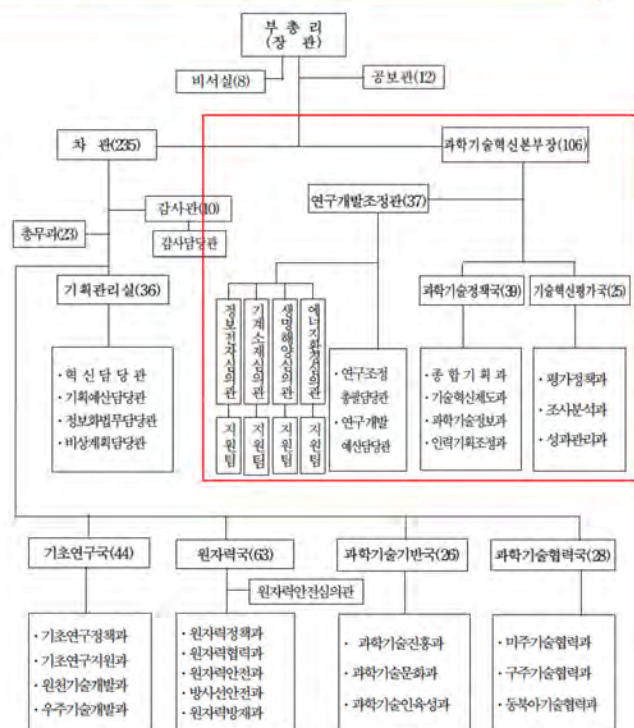 부 총 리
(장 관)
비서실(8)
공보관(12)
차 관(235)
과학기술혁신본부장(106)
감사관(10)
연구개발조정관(37)
총무과(23)
감사담당관
기획관리실(36)
과학기술정책국(39)
기술혁신평가국(25)
정보전자심의관
기계소재심의관
생명해양심의관
에너지환경심의관
지원팀
지원팀
지원팀
지원팀
· 혁신담당관
· 기획예산담당관
· 정보화법무담당관
· 비상계획담당관
· 연구조정
총괄담당관
· 연구개발
예산담당관
· 종합기획과
· 기술혁신제도과
· 과학기술정보과
· 인력기획조정과
· 평가정책과
· 조사분석과
· 성과관리과
기초연구국(44)
원자력국(63)
과학기술기반국(26)
과학기술협력국(28)
원자력안전심의관
· 기초연구정책과
· 기초연구지원과
· 원천기술개발과
· 우주기술개발과
· 원자력정책과
· 원자력협력과
· 원자력안전과
· 방사선안전과
· 원자력방재과
· 과학기술진흥과
· 과학기술문화과
· 과학기술인육성과
· 미주기술협력과
· 구주기술협력과
· 동북아기술협력과